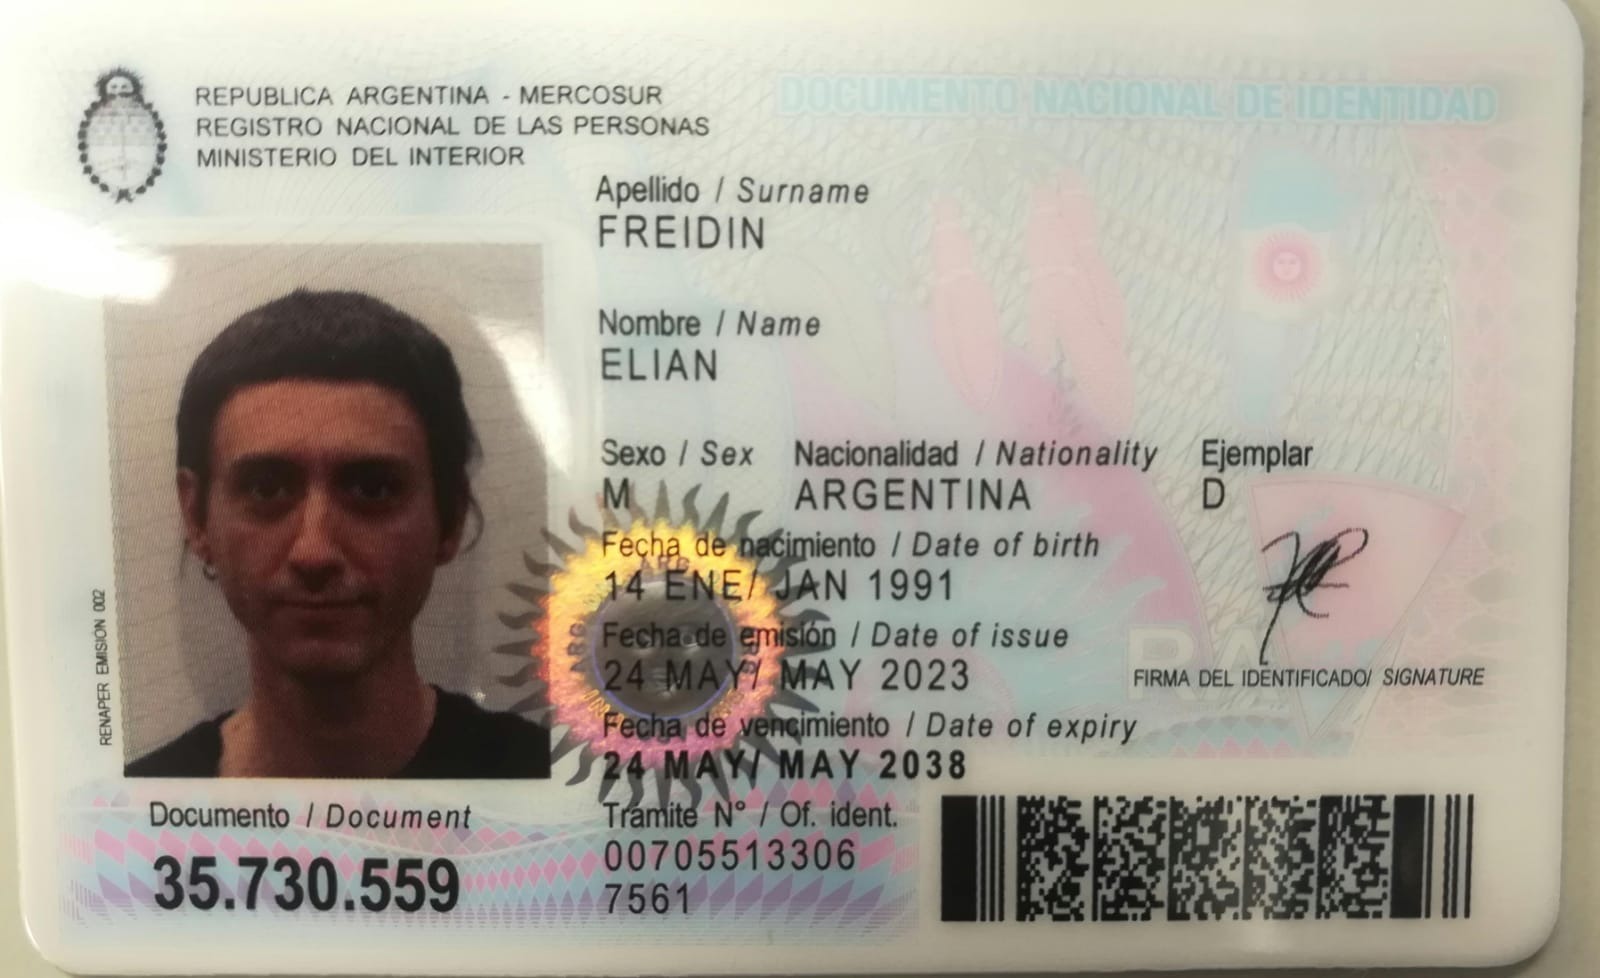 REPUBLICA ARGENTINA - MERCOSUR
REGISTRO NACIONAL DE LAS PERSONAS
MINISTERIO DEL INTERIOR
DOCUMENTO NACIONAL DE IDENTIDAD
Apellido / Surname
FREIDIN
Nombre / Name
ELIAN
Sexo / Sex Nacionalidad / Nationality Ejemplar
M ARGENTINA D
Fecha de nacimiento / Date of birth
14 ENE/ JAN 1991
Fecha de emisión / Date of issue
24 MAY/ MAY 2023
FIRMA DEL IDENTIFICADO/ SIGNATURE
Fecha de vencimiento / Date of expiry
24 MAY/ MAY 2038
RENAPER EMISIÓN 002
Documento / Document
35.730.559
Trámite N° / Of. ident.
00705513306
7561